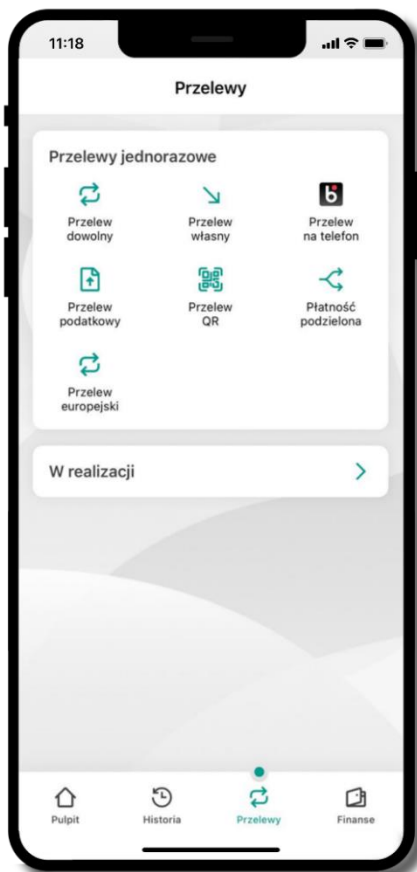 11:18
Przelewy
Przelewy jednorazowe
Przelew
dowolny
Przelew
własny
Przelew
na telefon
Przelew
podatkowy
Przelew
QR
Płatność
podzielona
Przelew
europejski
W realizacji
Pulpit
Historia
Przelewy
Finanse